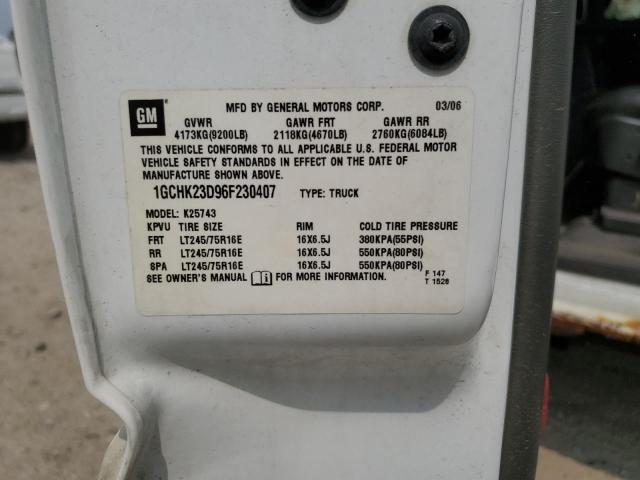 GM MFD BY GENERAL MOTORS CORP. 03/06
GVWR GAWR FRT GAWR RR
4173KG(9200LB) 2118KG(4670LB) 2760KG(6084LB)
THIS VEHICLE CONFORMS TO ALL APPLICABLE U.S. FEDERAL MOTOR
VEHICLE SAFETY STANDARDS IN EFFECT ON THE DATE OF
MANUFACTURE SHOWN ABOVE.
1GCHK23D96F230407 TYPE: TRUCK
MODEL: K25743
KPVU TIRE SIZE RIM COLD TIRE PRESSURE
FRT LT245/75R16E 16X6.5J 380KPA(55PSI)
RR LT245/75R16E 16X6.5J 550KPA(80PSI)
SPA LT245/75R16E 16X6.5J 550KPA(80PSI)
SEE OWNER'S MANUAL FOR MORE INFORMATION.
F 147
T 1528